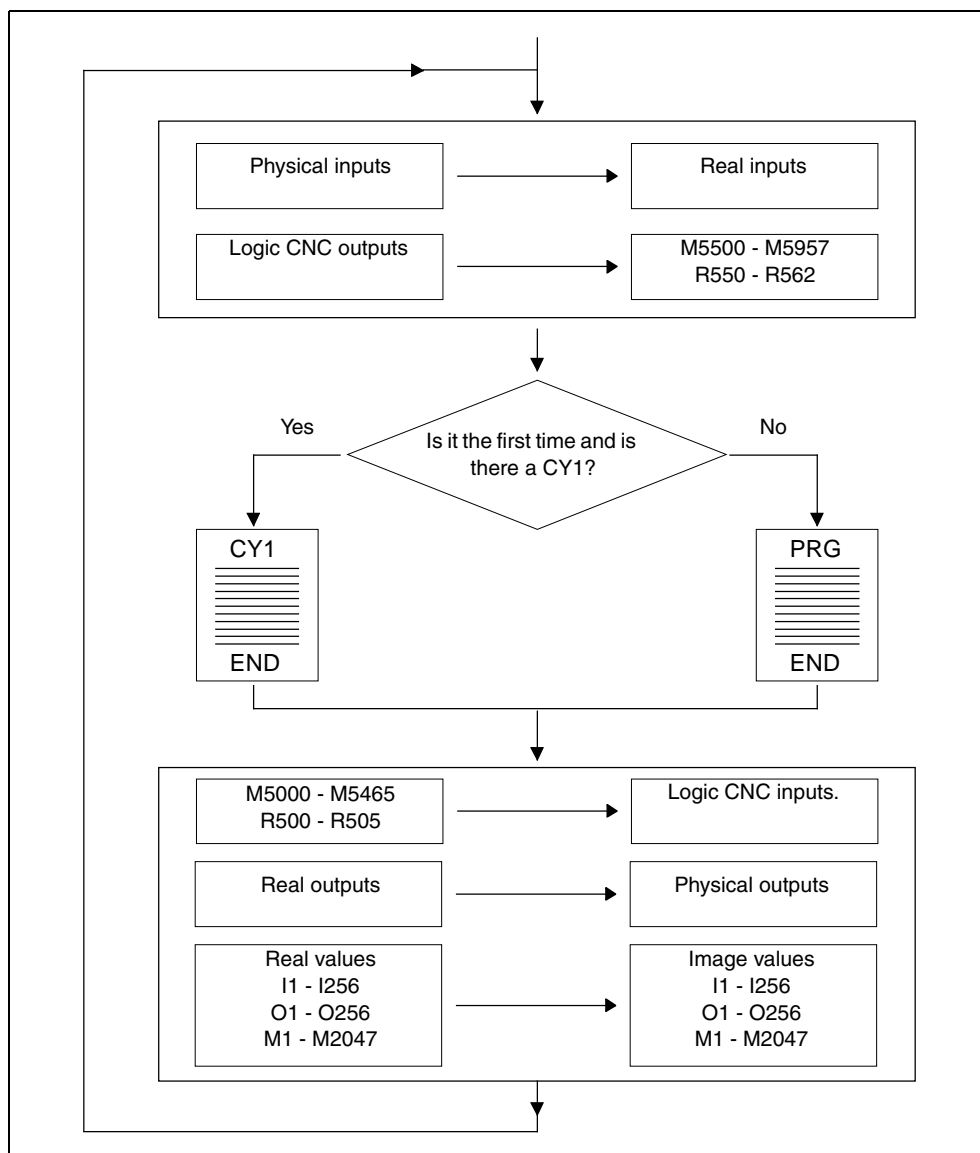 Physical inputs
Real inputs
Logic CNC outputs
M5500 - M5957
R550 - R562
Yes
Is it the first time and is
there a CY1?
No
CY1
END
PRG
END
M5000 - M5465
R500 - R505
Logic CNC inputs.
Real outputs
Physical outputs
Real values
I1 - I256
O1 - O256
M1 - M2047
Image values
I1 - I256
O1 - O256
M1 - M2047